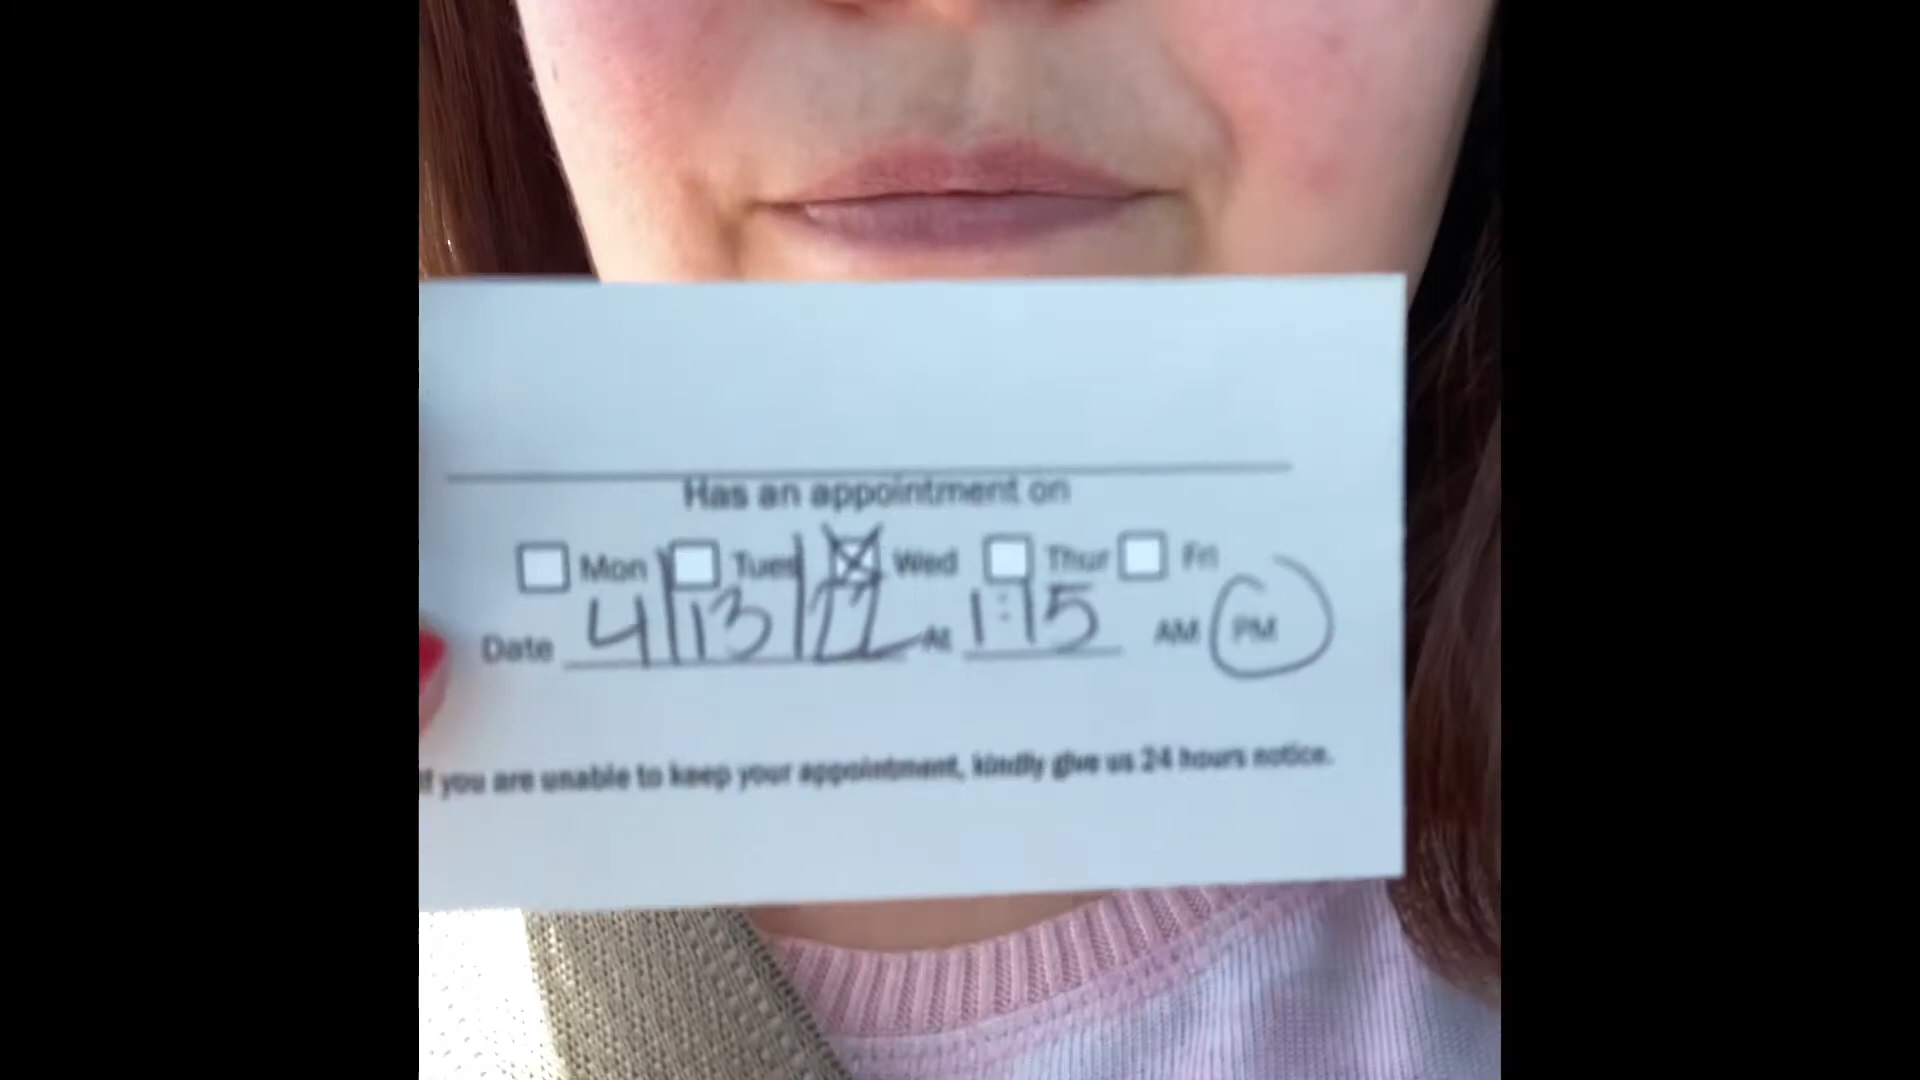 Has an appointment on
Mon Tues Wed Thur Fri
Date 4/13/22 At 1:15 AM PM
If you are unable to keep your appointment, kindly give us 24 hours notice.